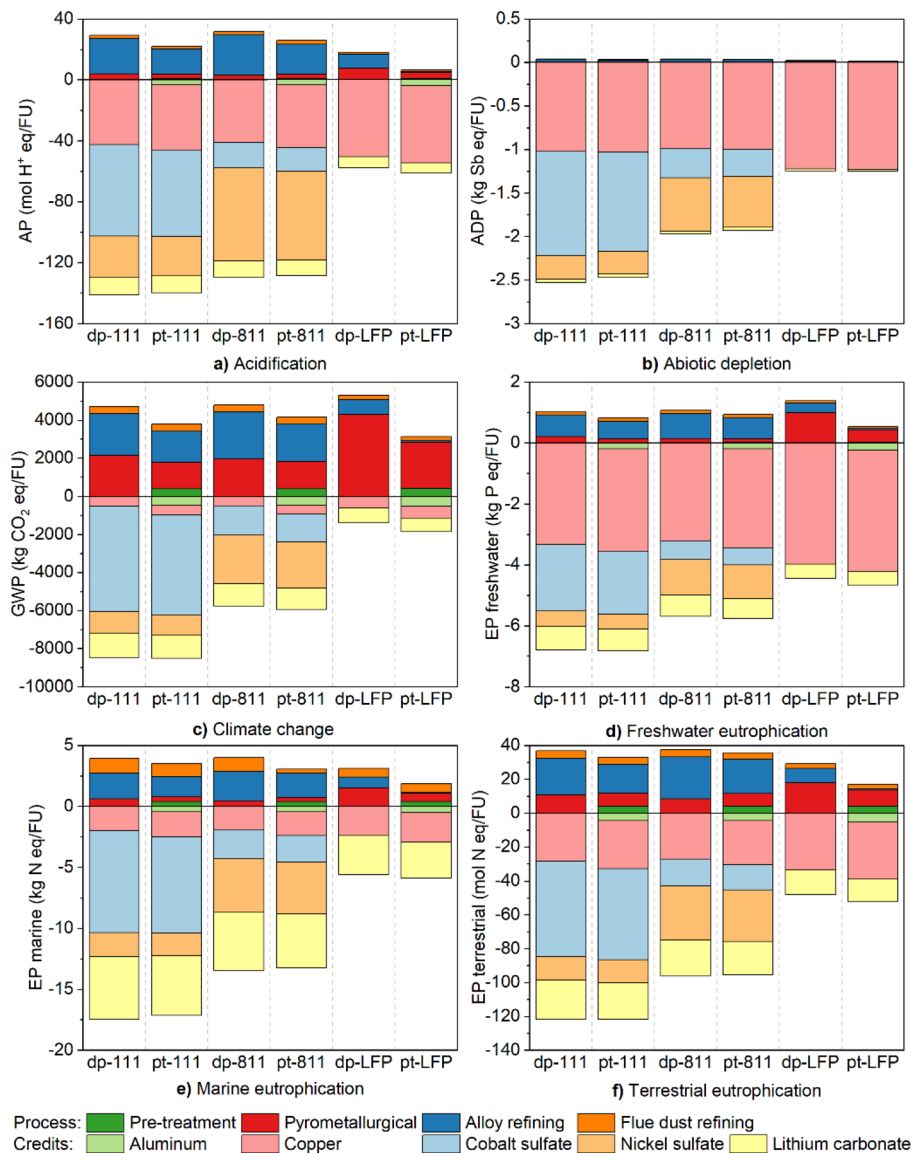 40
0
-40
-80
-120
-160
AP (mol H⁺ eq/FU)
dp-111 pt-111 dp-811 pt-811 dp-LFP pt-LFP
a) Acidification
0.5
0
-0.5
-1
-1.5
-2
-2.5
-3
ADP (kg Sb eq/FU)
dp-111 pt-111 dp-811 pt-811 dp-LFP pt-LFP
b) Abiotic depletion
6000
4000
2000
0
-2000
-4000
-6000
-8000
-10000
GWP (kg CO₂ eq/FU)
dp-111 pt-111 dp-811 pt-811 dp-LFP pt-LFP
c) Climate change
2
0
-2
-4
-6
-8
EP freshwater (kg P eq/FU)
dp-111 pt-111 dp-811 pt-811 dp-LFP pt-LFP
d) Freshwater eutrophication
5
0
-5
-10
-15
-20
EP marine (kg N eq/FU)
dp-111 pt-111 dp-811 pt-811 dp-LFP pt-LFP
e) Marine eutrophication
40
20
0
-20
-40
-60
-80
-100
-120
-140
EP terrestrial (mol N eq/FU)
dp-111 pt-111 dp-811 pt-811 dp-LFP pt-LFP
f) Terrestrial eutrophication
Process: Pre-treatment Pyrometallurgical Alloy refining Flue dust refining
Credits: Aluminum Copper Cobalt sulfate Nickel sulfate Lithium carbonate